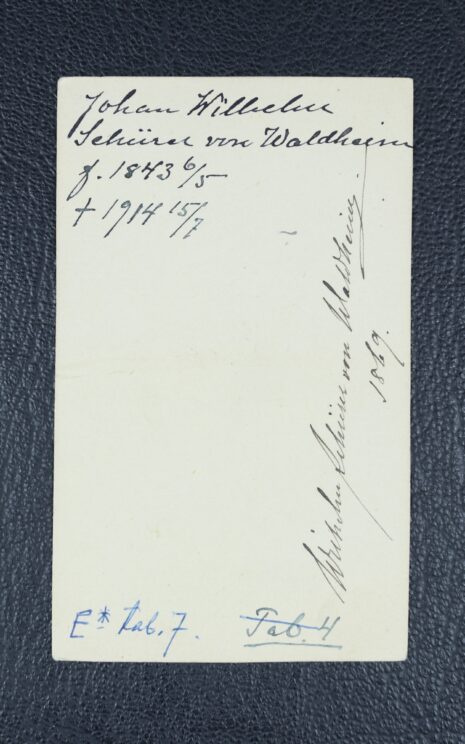 Johan Wilhelm
Schürer von Waldheim
f. 1843 6/5
† 1914 15/7
Wilhelm Schürer von Waldheim
1869.
E* Tab. 7.
Tab. 4